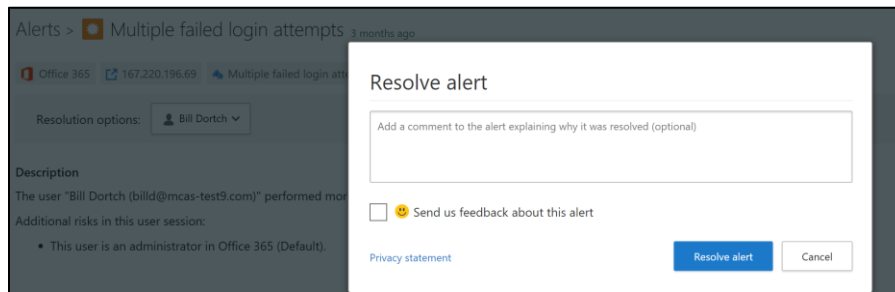 Alerts > Multiple failed login attempts 3 months ago
Office 365 167.220.196.69 Multiple failed login
Resolution options: Bill Dortch
Description
The user "Bill Dortch (billd@mcas-test9.com)" performed
Additional risks in this user session:
• This user is an administrator in Office 365 (Default).
Resolve alert
Add a comment to the alert explaining why it was resolved (optional)
Send us feedback about this alert
Privacy statement
Resolve alert Cancel